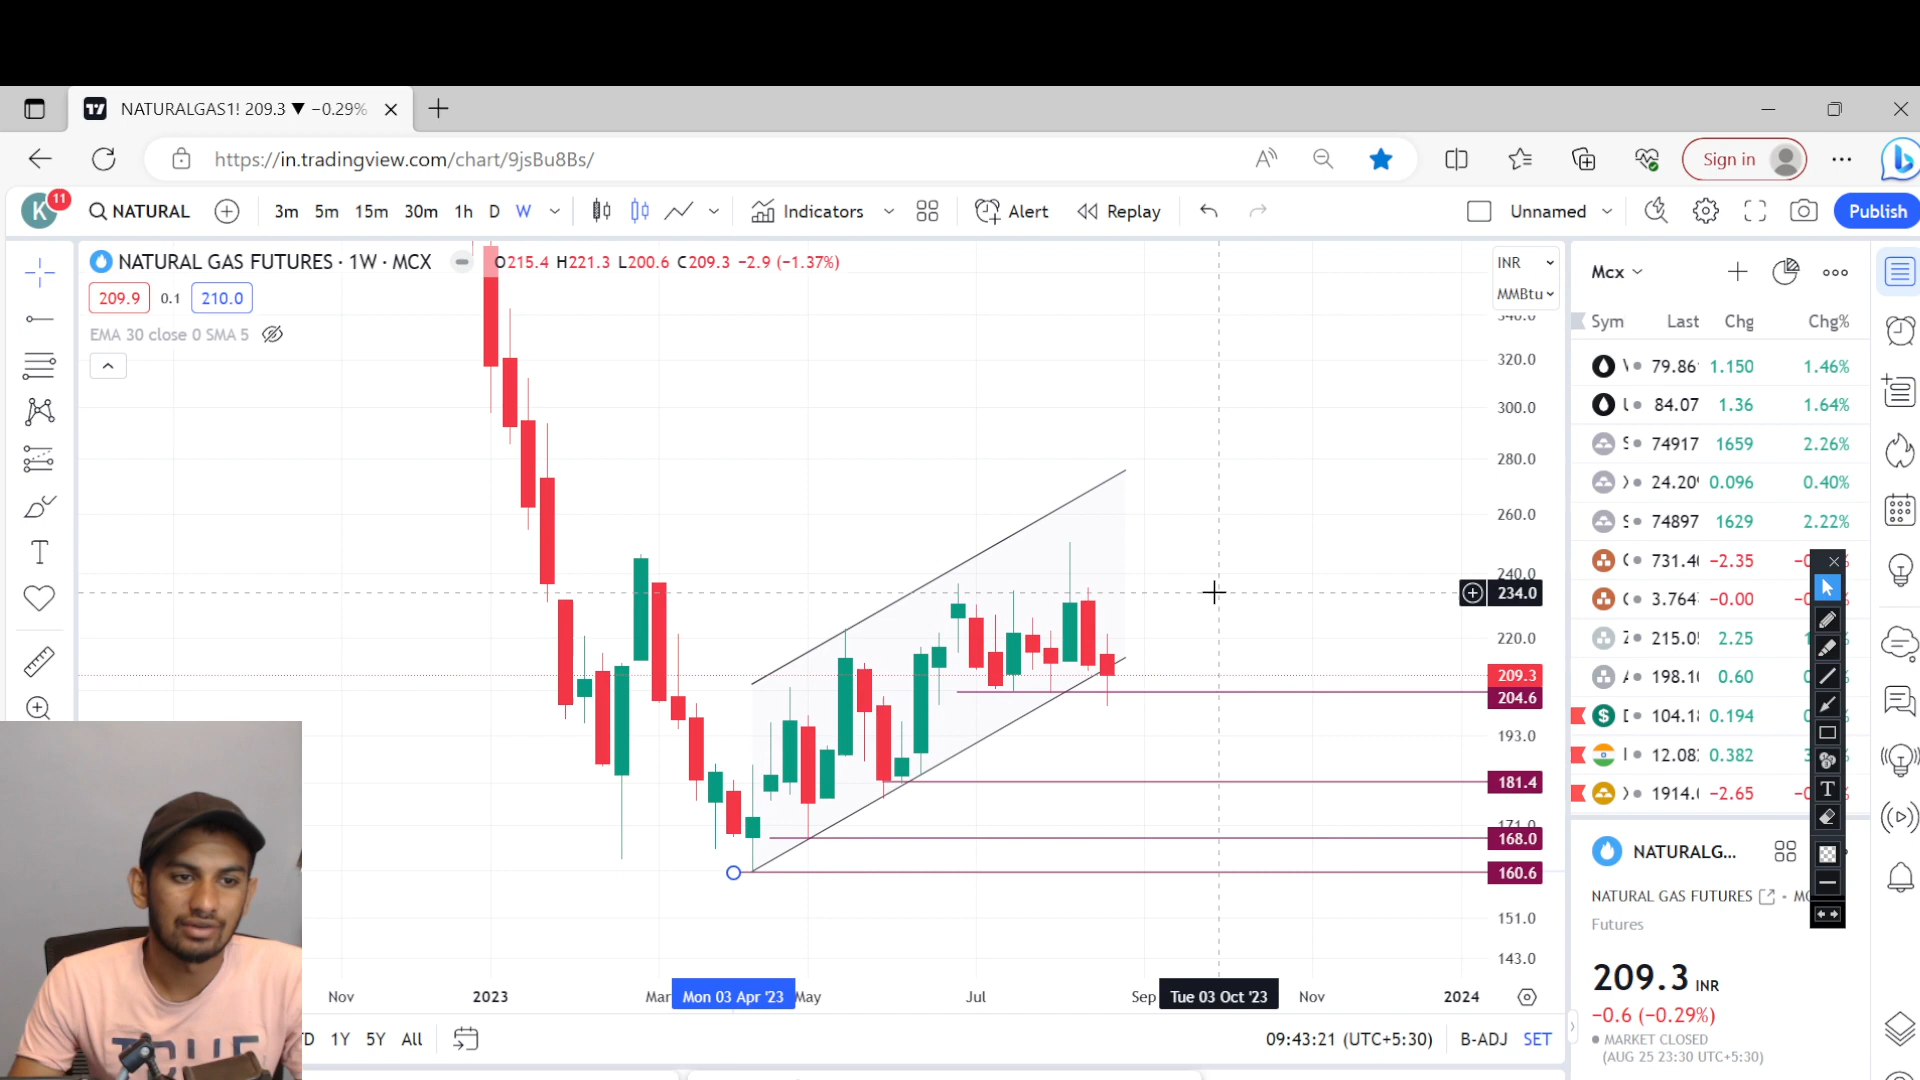 NATURALGAS1! 209.3 ▼ −0.29%
https://in.tradingview.com/chart/9jsBu8Bs/
Sign in
K 11
NATURAL 3m 5m 15m 30m 1h D W Indicators Alert Replay Unnamed Publish
NATURAL GAS FUTURES · 1W · MCX O215.4 H221.3 L200.6 C209.3 −2.9 (−1.37%)
209.9 0.1 210.0
EMA 30 close 0 SMA 5
INR
MMBtu
340.0
320.0
300.0
280.0
260.0
240.0
234.0
220.0
209.3
204.6
193.0
181.4
171.0
168.0
160.6
151.0
143.0
Nov 2023 Mar Mon 03 Apr '23 May Jul Sep Tue 03 Oct '23 Nov 2024
1Y 5Y All
09:43:21 (UTC+5:30) B-ADJ SET
Mcx
Sym Last Chg Chg%
79.86 1.150 1.46%
84.07 1.36 1.64%
74917 1659 2.26%
24.20 0.096 0.40%
74897 1629 2.22%
731.4 −2.35
3.764 −0.00
215.0 2.25
198.1 0.60
104.1 0.194
12.08 0.382
1914. −2.65
T
NATURALG...
NATURAL GAS FUTURES
Futures
209.3 INR
−0.6 (−0.29%)
MARKET CLOSED
(AUG 25 23:30 UTC+5:30)